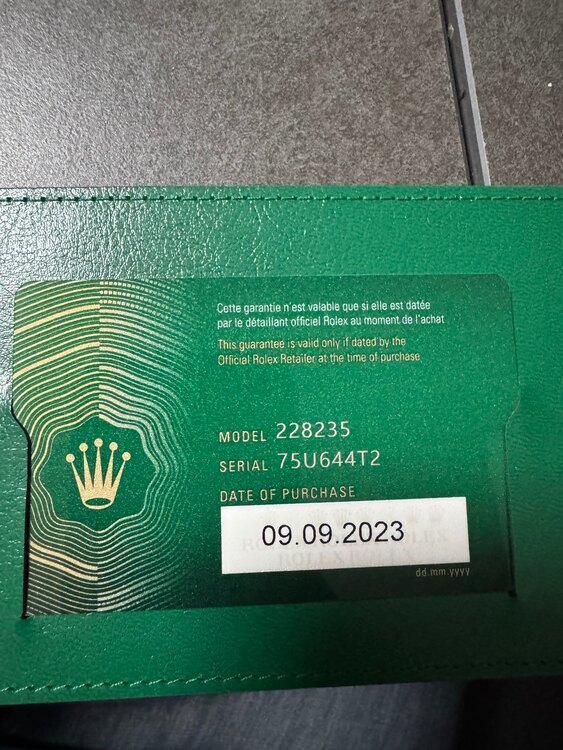 Cette garantie n'est valable que si elle est datée
par le détaillant officiel Rolex au moment de l'achat
This guarantee is valid only if dated by the
Official Rolex Retailer at the time of purchase
MODEL 228235
SERIAL 75U644T2
DATE OF PURCHASE
09.09.2023
ROLEX ROLEX
dd.mm.yyyy